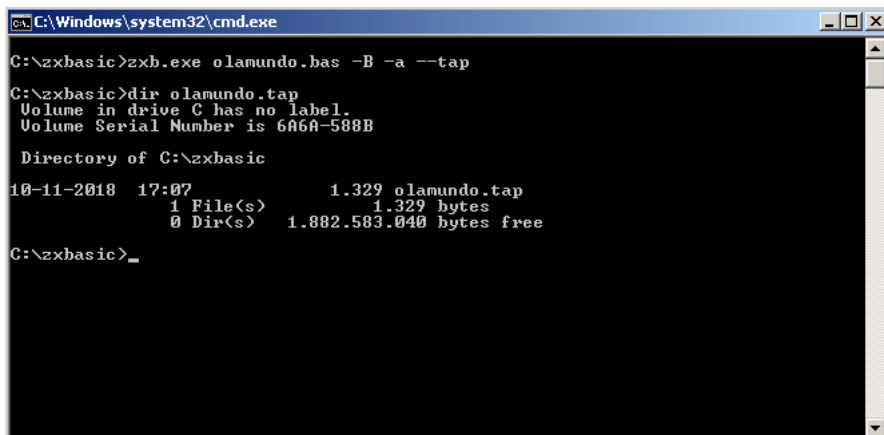 C:\Windows\system32\cmd.exe
C:\zxbasic>zxb.exe olamundo.bas -B -a --tap
C:\zxbasic>dir olamundo.tap
Volume in drive C has no label.
Volume Serial Number is 6A6A-588B
Directory of C:\zxbasic
10-11-2018 17:07 1.329 olamundo.tap
1 File(s) 1.329 bytes
0 Dir(s) 1.882.583.040 bytes free
C:\zxbasic>_